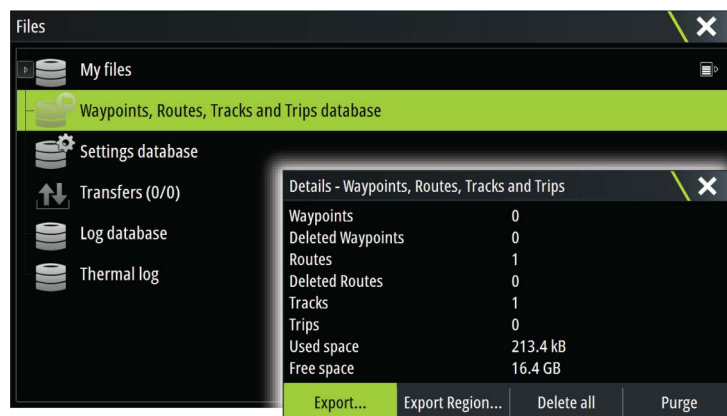 Files
My files
Waypoints, Routes, Tracks and Trips database
Settings database
Transfers (0/0)
Log database
Thermal log
Details - Waypoints, Routes, Tracks and Trips
Waypoints 0
Deleted Waypoints 0
Routes 1
Deleted Routes 0
Tracks 1
Trips 0
Used space 213.4 kB
Free space 16.4 GB
Export... Export Region... Delete all Purge